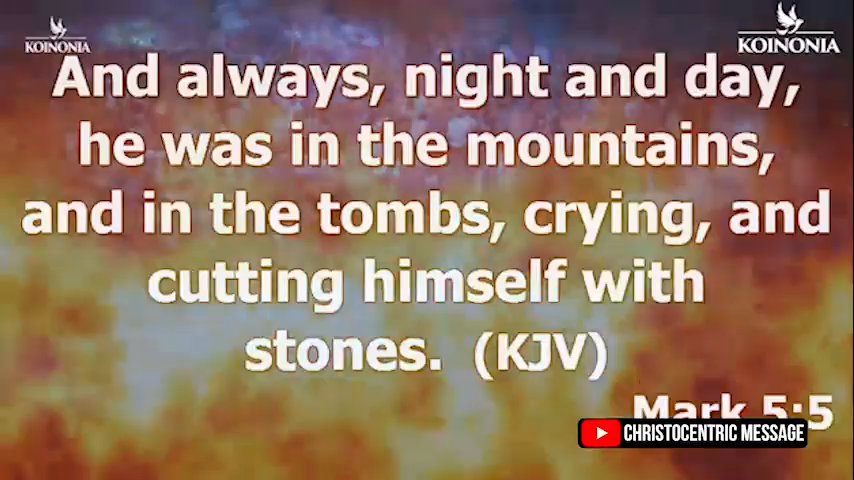 KOINONIA
KOINONIA
And always, night and day,
he was in the mountains,
and in the tombs, crying, and
cutting himself with
stones. (KJV)
Mark 5:5
CHRISTOCENTRIC MESSAGE